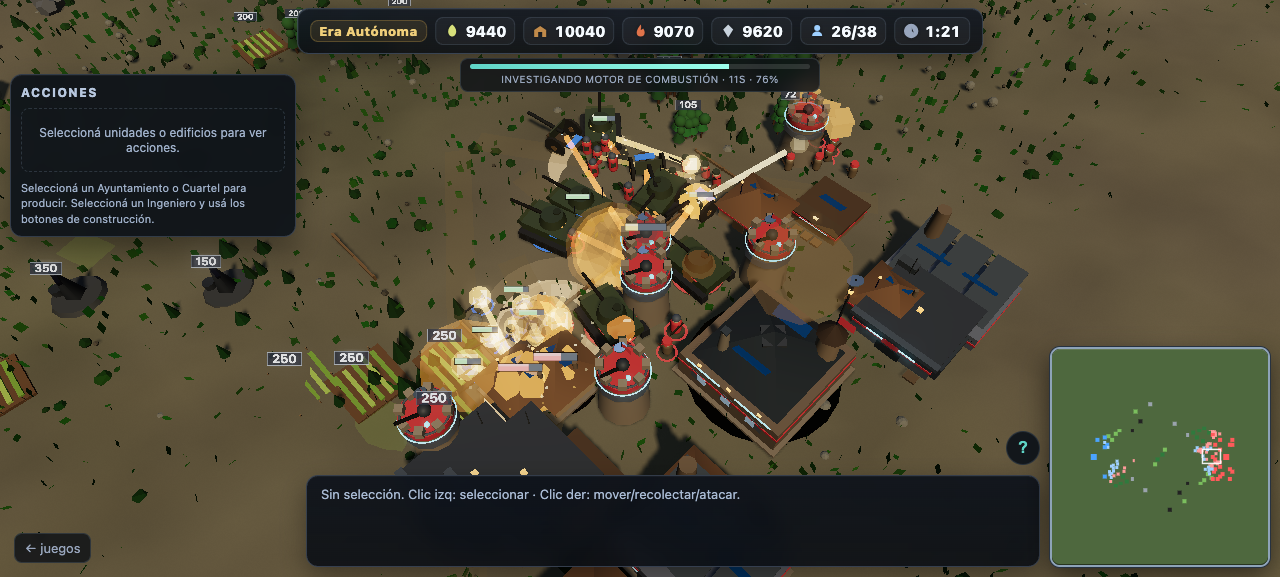 200
200
200
Era Autónoma
9440
10040
9070
9620
26/38
1:21
INVESTIGANDO MOTOR DE COMBUSTIÓN · 11S · 76%
ACCIONES
Seleccioná unidades o edificios para ver
acciones.
Seleccioná un Ayuntamiento o Cuartel para
producir. Seleccioná un Ingeniero y usá los
botones de construcción.
72
105
350
150
250
250
250
250
?
Sin selección. Clic izq: seleccionar · Clic der: mover/recolectar/atacar.
← juegos